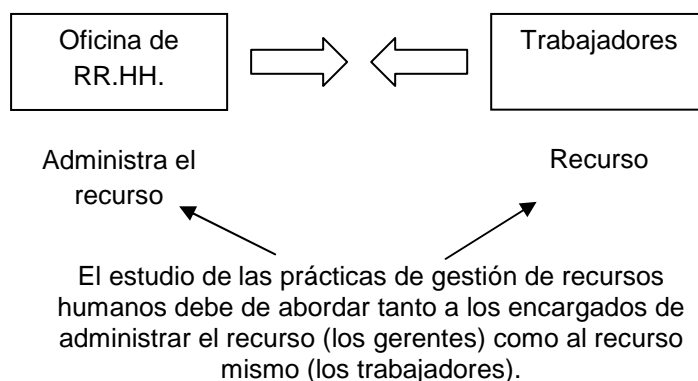 Oficina de
RR.HH.
Trabajadores
Administra el
recurso
Recurso
El estudio de las prácticas de gestión de recursos
humanos debe de abordar tanto a los encargados de
administrar el recurso (los gerentes) como al recurso
mismo (los trabajadores).